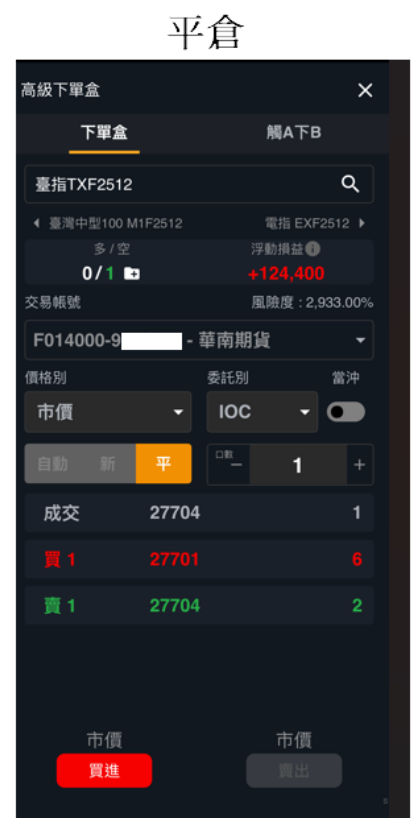 平倉
高級下單盒 ×
下單盒 觸A下B
臺指TXF2512
臺灣中型100 M1F2512 電指 EXF2512
多 / 空 浮動損益
0/1 +124,400
交易帳號 風險度 : 2,933.00%
F014000-9 - 華南期貨
價格別 委託別 當沖
市價 IOC
自動 新 平 口數 − 1 +
成交 27704 1
買 1 27701 6
賣 1 27704 2
市價 市價
買進 賣出
s